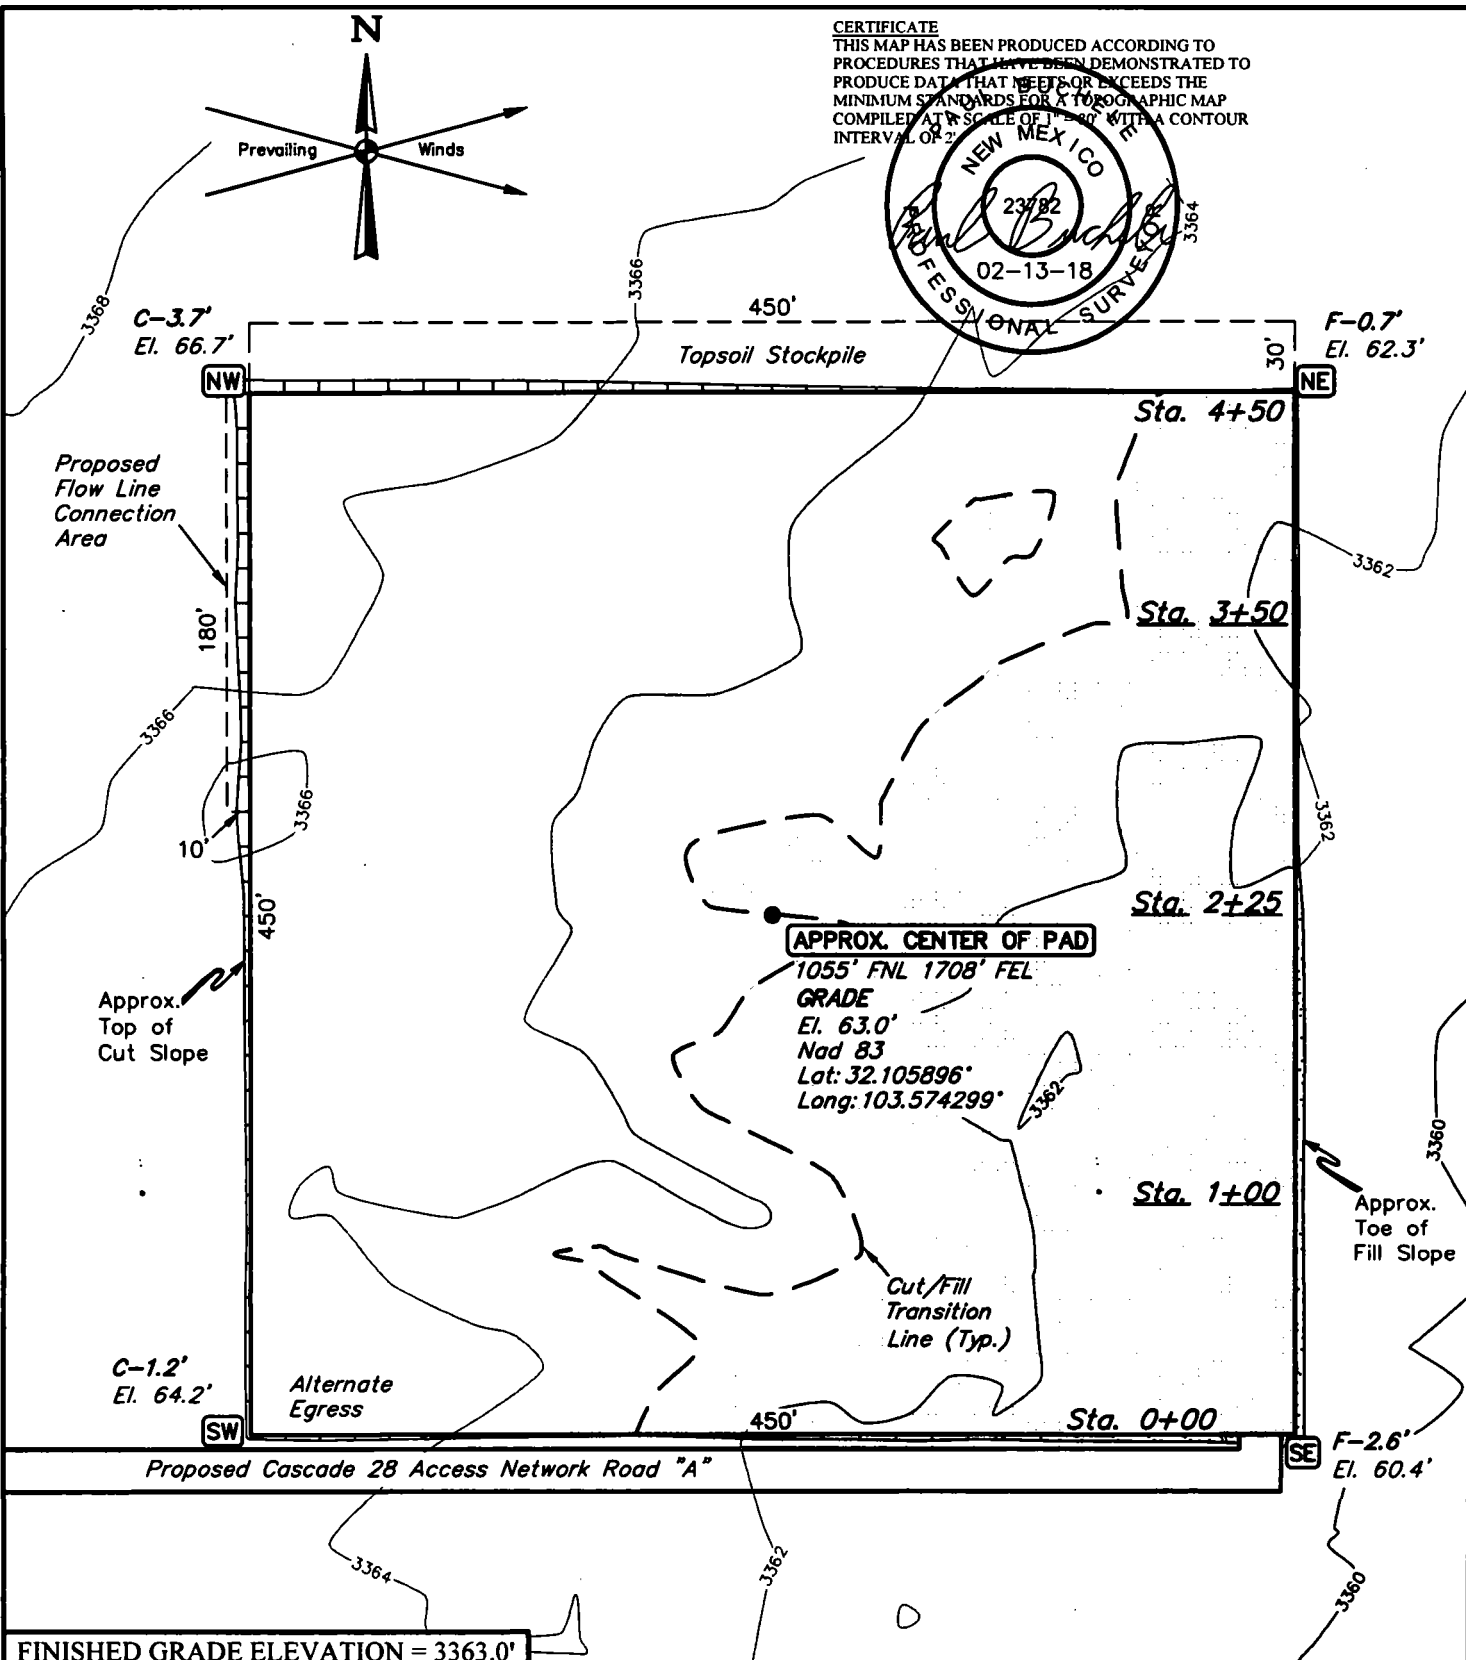 N
Prevailing Winds
CERTIFICATE
THIS MAP HAS BEEN PRODUCED ACCORDING TO
PROCEDURES THAT HAVE BEEN DEMONSTRATED TO
PRODUCE DATA THAT MEETS OR EXCEEDS THE
MINIMUM STANDARDS FOR A TOPOGRAPHIC MAP
COMPILED AT A SCALE OF 1" = 80' WITH A CONTOUR
INTERVAL OF 2'
PAUL BUCHELE
NEW MEXICO
23782
02-13-18
PROFESSIONAL SURVEYOR
3364
3368
3366
C-3.7'
El. 66.7'
NW
450'
Topsoil Stockpile
30'
F-0.7'
El. 62.3'
NE
Sta. 4+50
Proposed
Flow Line
Connection
Area
180'
3362
Sta. 3+50
3366
3366
10'
450'
3362
Sta. 2+25
APPROX. CENTER OF PAD
1055' FNL 1708' FEL
GRADE
El. 63.0'
Nad 83
Lat: 32.105896°
Long: 103.574299°
3362
Approx.
Top of
Cut Slope
3360
Sta. 1+00
Approx.
Toe of
Fill Slope
Cut/Fill
Transition
Line (Typ.)
C-1.2'
El. 64.2'
SW
Alternate
Egress
450'
Sta. 0+00
SE
F-2.6'
El. 60.4'
Proposed Cascade 28 Access Network Road "A"
3364
3362
3360
FINISHED GRADE ELEVATION = 3363.0'